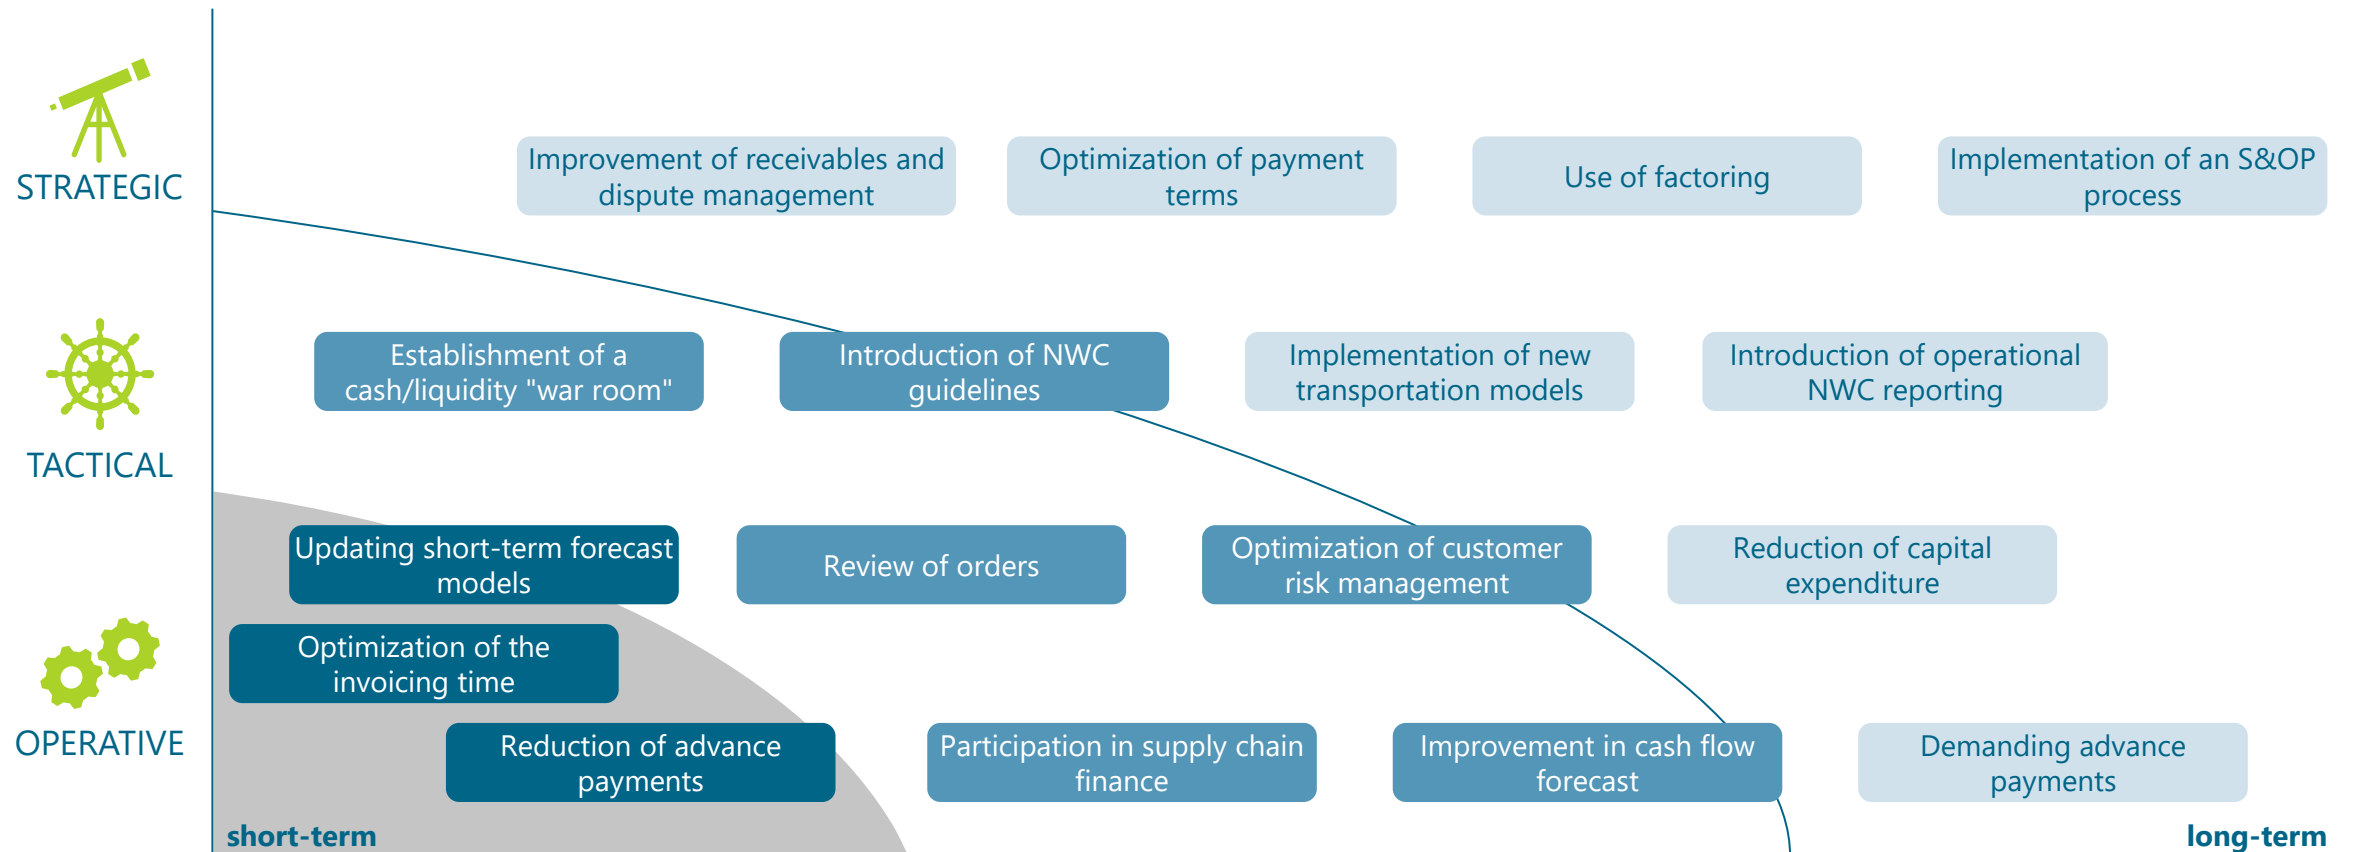 STRATEGIC
Improvement of receivables and
dispute management
Optimization of payment
terms
Use of factoring
Implementation of an S&OP
process
TACTICAL
Establishment of a
cash/liquidity "war room"
Introduction of NWC
guidelines
Implementation of new
transportation models
Introduction of operational
NWC reporting
OPERATIVE
Updating short-term forecast
models
Review of orders
Optimization of customer
risk management
Reduction of capital
expenditure
Optimization of the
invoicing time
Reduction of advance
payments
Participation in supply chain
finance
Improvement in cash flow
forecast
Demanding advance
payments
short-term
long-term